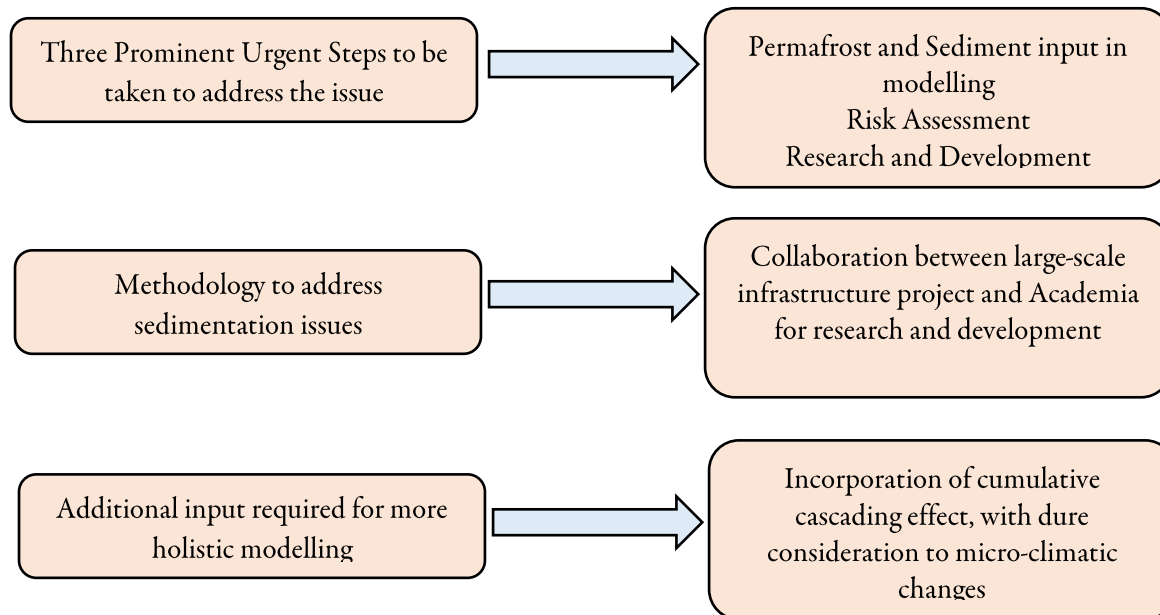 Three Prominent Urgent Steps to be
taken to address the issue
Permafrost and Sediment input in
modelling
Risk Assessment
Research and Development
Methodology to address
sedimentation issues
Collaboration between large-scale
infrastructure project and Academia
for research and development
Additional input required for more
holistic modelling
Incorporation of cumulative
cascading effect, with dure
consideration to micro-climatic
changes